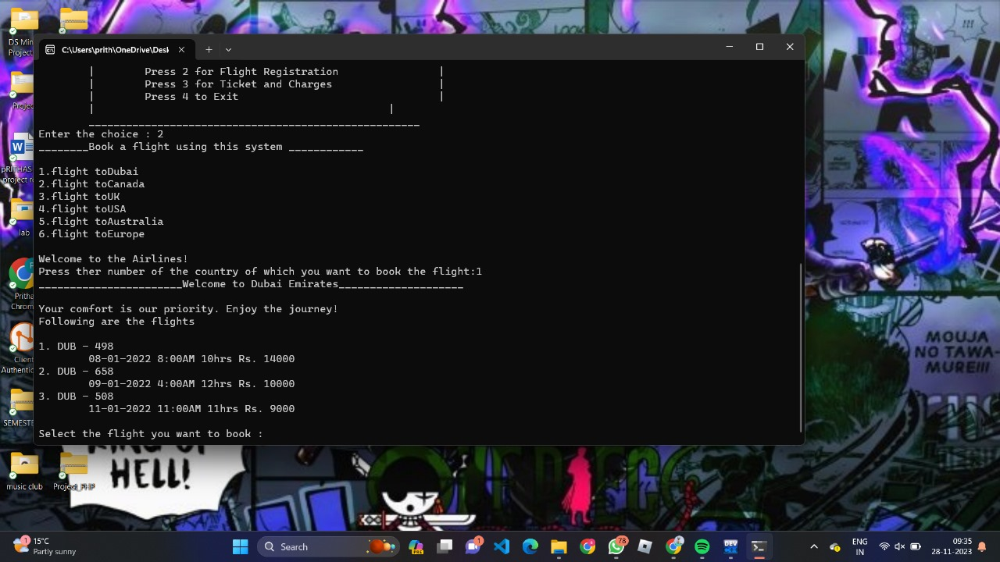 DS Min
Project
C:\Users\prith\OneDrive\Desk
| Press 2 for Flight Registration |
| Press 3 for Ticket and Charges |
| Press 4 to Exit |
| |
_____________________________________________________
Enter the choice : 2
________Book a flight using this system ____________
1.flight toDubai
2.flight toCanada
3.flight toUK
4.flight toUSA
5.flight toAustralia
6.flight toEurope
Welcome to the Airlines!
Press ther number of the country of which you want to book the flight:1
_______________________Welcome to Dubai Emirates____________________
Your comfort is our priority. Enjoy the journey!
Following are the flights
1. DUB - 498
08-01-2022 8:00AM 10hrs Rs. 14000
2. DUB - 658
09-01-2022 4:00AM 12hrs Rs. 10000
3. DUB - 508
11-01-2022 11:00AM 11hrs Rs. 9000
Select the flight you want to book :
Projec
pRITHAS
project re
lab
Pritha
Chrom
Client
Authentic
SEMESTE
music club
Project_PHP
HELL!
!!!
MOUJA
NO TAWA-
MURE!!!
1
15°C
Partly sunny
Search
PRE
1
78
DEV
ENG
IN
09:35
28-11-2023